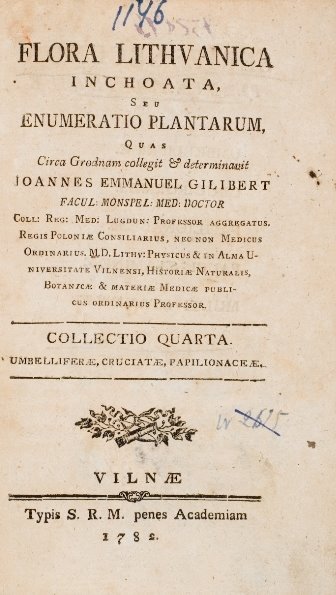 1146
FLORA LITHVANICA
INCHOATA,
SEU
ENUMERATIO PLANTARUM,
QUAS
Circa Grodnam collegit & determinavit
JOANNES EMMANUEL GILIBERT
FACUL: MONSPEL: MED: DOCTOR
COLL: REG: MED: LUGDUN: PROFESSOR AGGREGATUS.
REGIS POLONIÆ CONSILIARIUS, NEC NON MEDICUS
ORDINARIUS. M.D. LITHV: PHYSICUS & IN ALMA U-
NIVERSITATE VILNENSI, HISTORIÆ NATURALIS,
BOTANICÆ & MATERIÆ MEDICÆ PUBLI-
CUS ORDINARIUS PROFESSOR.
COLLECTIO QUARTA.
UMBELLIFERÆ, CRUCIATÆ, PAPILIONACEÆ.
VILNÆ
Typis S. R. M. penes Academiam
1782.